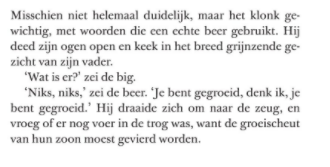 Misschien niet helemaal duidelijk, maar het klonk ge-
wichtig, met woorden die een echte beer gebruikt. Hij
deed zijn ogen open en keek in het breed grijnzende ge-
zicht van zijn vader.
'Wat is er?' zei de big.
'Niks, niks,' zei de beer. 'Je bent gegroeid, denk ik, je
bent gegroeid.' Hij draaide zich om naar de zeug, en
vroeg of er nog voer in de trog was, want de groeischeut
van hun zoon moest gevierd worden.